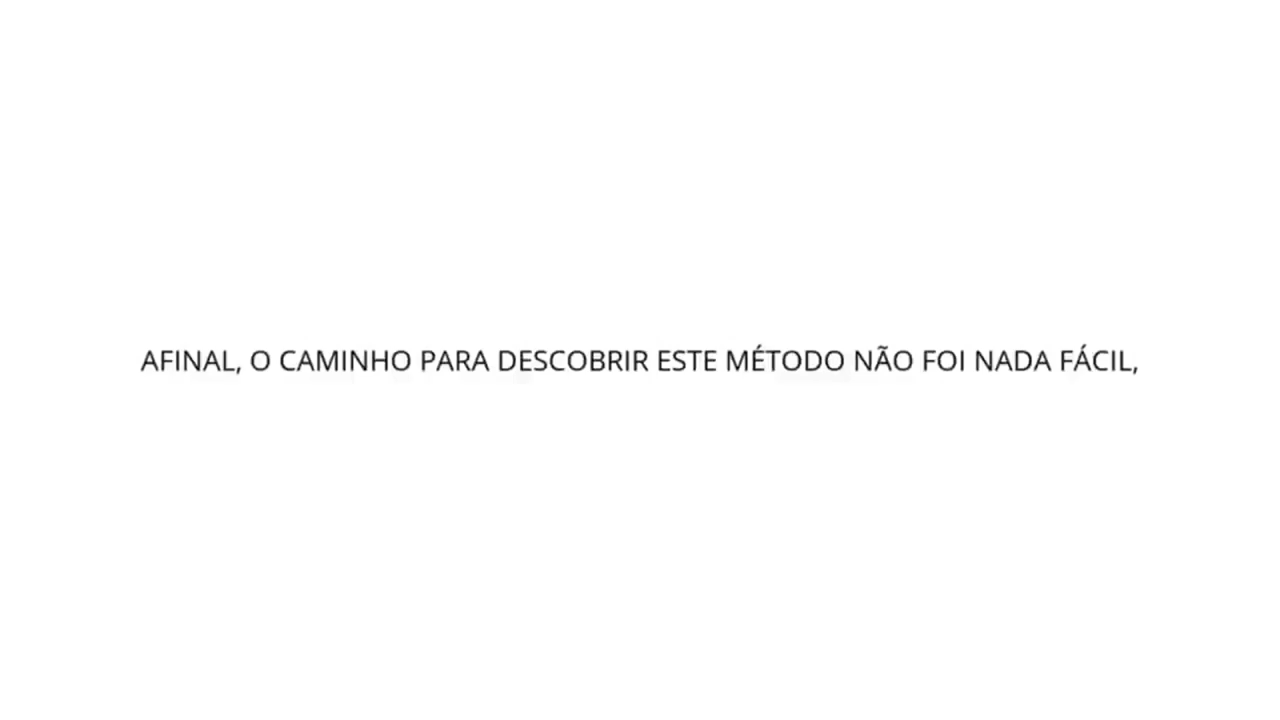 AFINAL, O CAMINHO PARA DESCOBRIR ESTE MÉTODO NÃO FOI NADA FÁCIL,